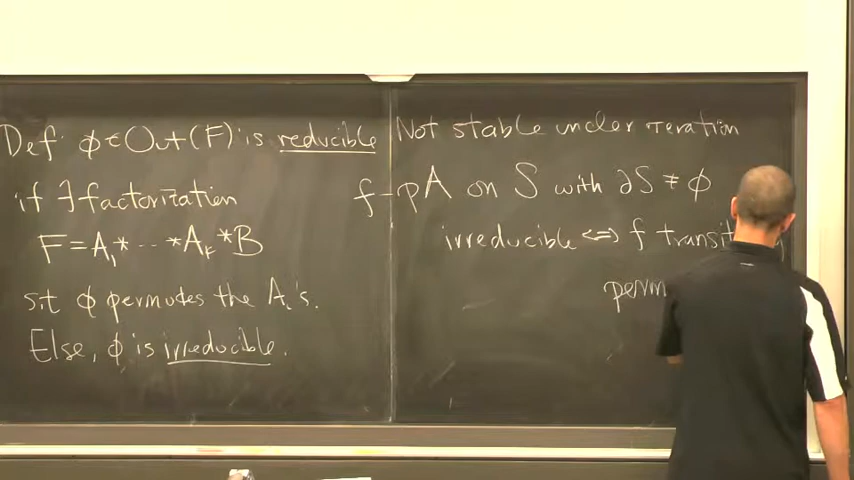 Def. φ∈Out(F) is reducible
if ∃ factorization
F = A₁ * ⋯ * Aₖ * B
s.t φ permutes the Aᵢ's.
Else, φ is irreducible.
Not stable under iteration
f - pA on S with ∂S ≠ ϕ
irreducible ⟺ f transit
perm